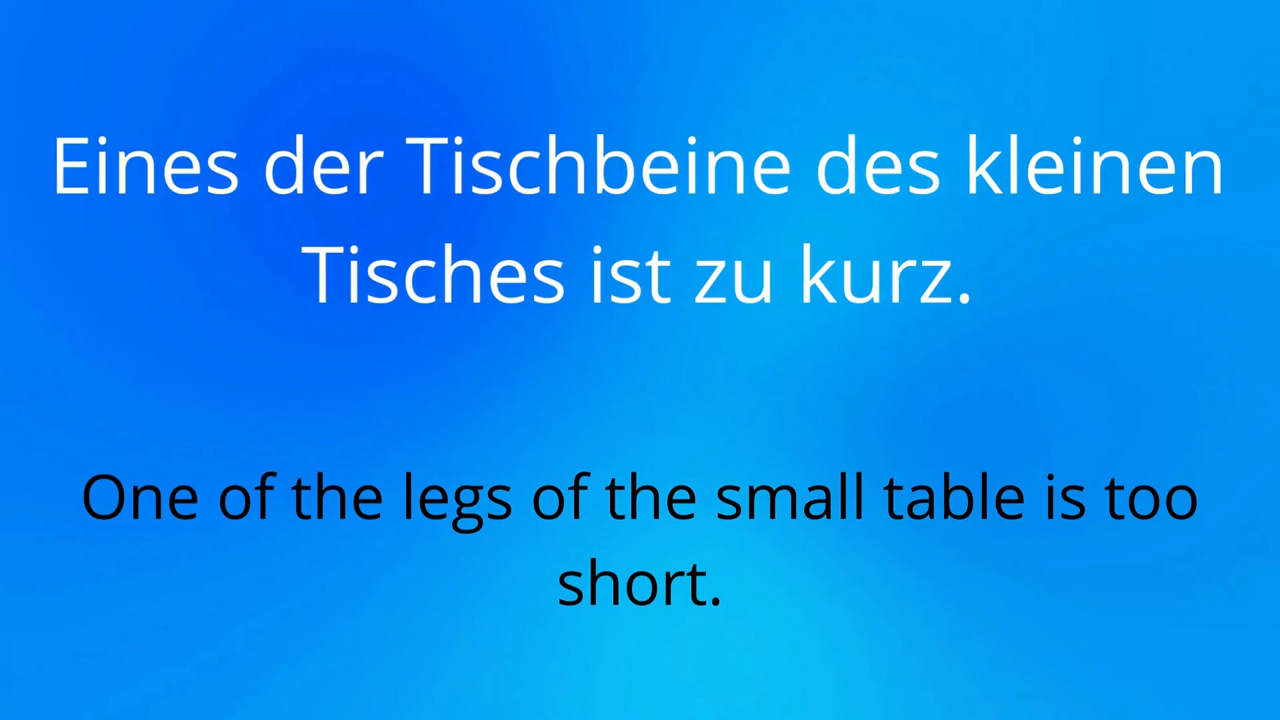 Eines der Tischbeine des kleinen
Tisches ist zu kurz.
One of the legs of the small table is too
short.